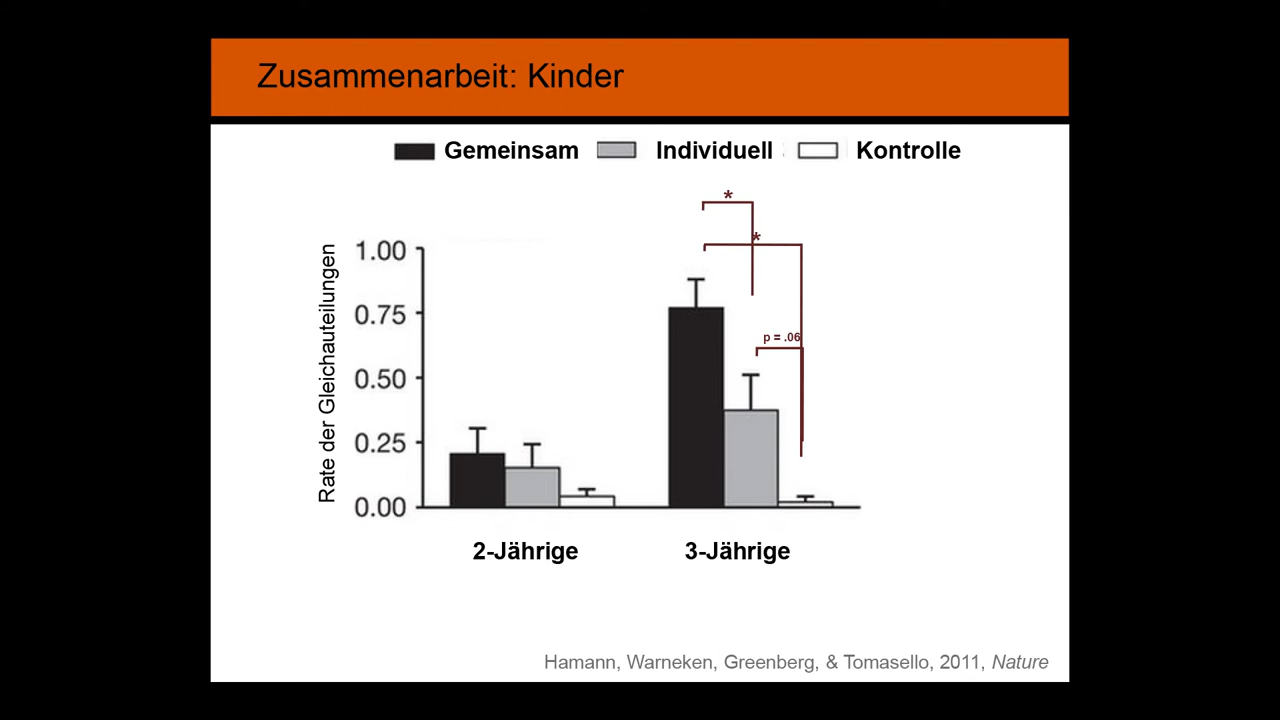 Zusammenarbeit: Kinder
Gemeinsam Individuell Kontrolle
*
*
p = .06
Rate der Gleichauteilungen
1.00
0.75
0.50
0.25
0.00
2-Jährige 3-Jährige
Hamann, Warneken, Greenberg, & Tomasello, 2011, Nature